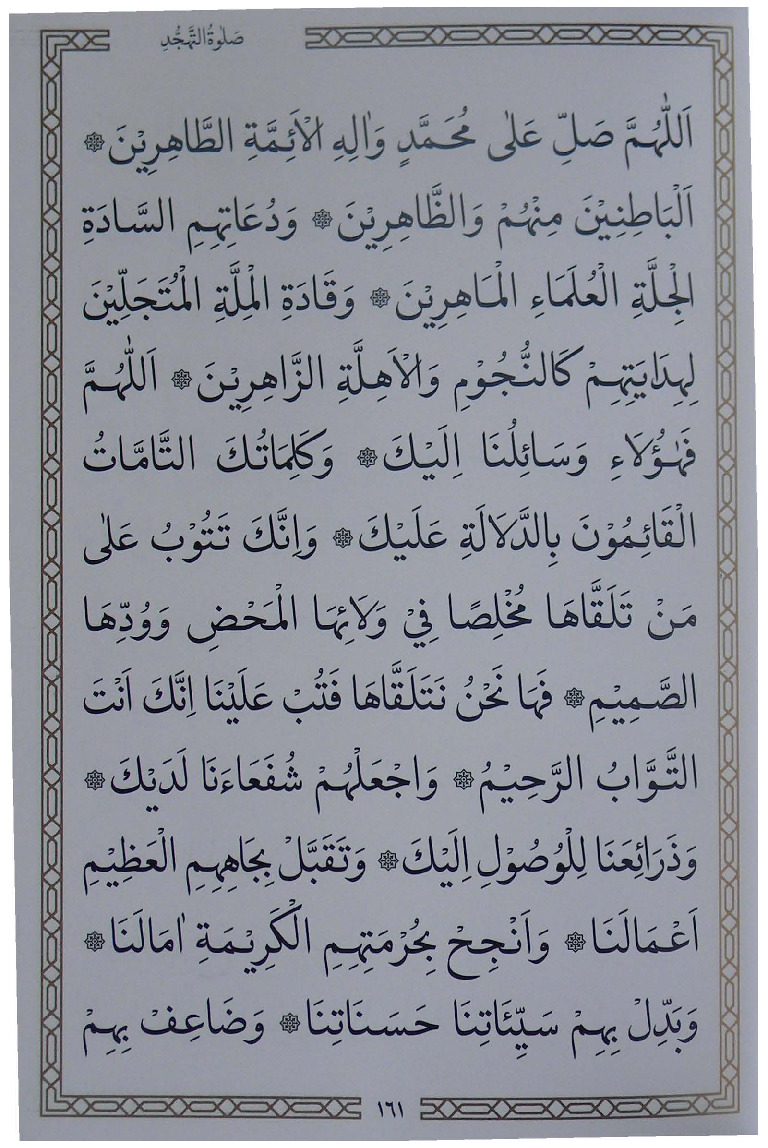 صَلٰوةُ التَّهَجُّدِ
اَللّٰهُمَّ صَلِّ عَلٰى مُحَمَّدٍ وَاٰلِهِ الْاَئِمَّةِ الطَّاهِرِيْنَ ۞
اَلْبَاطِنِيْنَ مِنْهُمْ وَالظَّاهِرِيْنَ ۞ وَدُعَاتِهِمِ السَّادَةِ
الْجِلَّةِ الْعُلَمَاءِ الْمَاهِرِيْنَ ۞ وَقَادَةِ الْمِلَّةِ الْمُتَجَلِّيْنَ
لِهِدَايَتِهِمْ كَالنُّجُوْمِ وَالْاَهِلَّةِ الزَّاهِرِيْنَ ۞ اَللّٰهُمَّ
فَهٰؤُلَاءِ وَسَائِلُنَا اِلَيْكَ ۞ وَكَلِمَاتُكَ التَّامَّاتُ
الْقَائِمُوْنَ بِالدَّلَالَةِ عَلَيْكَ ۞ وَاِنَّكَ تَتُوْبُ عَلٰى
مَنْ تَلَقَّاهَا مُخْلِصًا فِيْ وَلَائِهَا الْمَحْضِ وَوُدِّهَا
الصَّمِيْمِ ۞ فَهَا نَحْنُ نَتَلَقَّاهَا فَتُبْ عَلَيْنَا اِنَّكَ اَنْتَ
التَّوَّابُ الرَّحِيْمُ ۞ وَاجْعَلْهُمْ شُفَعَاءَنَا لَدَيْكَ ۞
وَذَرَائِعَنَا لِلْوُصُوْلِ اِلَيْكَ ۞ وَتَقَبَّلْ بِجَاهِهِمِ الْعَظِيْمِ
اَعْمَالَنَا ۞ وَاَنْجِحْ بِحُرْمَتِهِمِ الْكَرِيْمَةِ اٰمَالَنَا ۞
وَبَدِّلْ بِهِمْ سَيِّئَاتِنَا حَسَنَاتِنَا ۞ وَضَاعِفْ بِهِمْ
١٦١